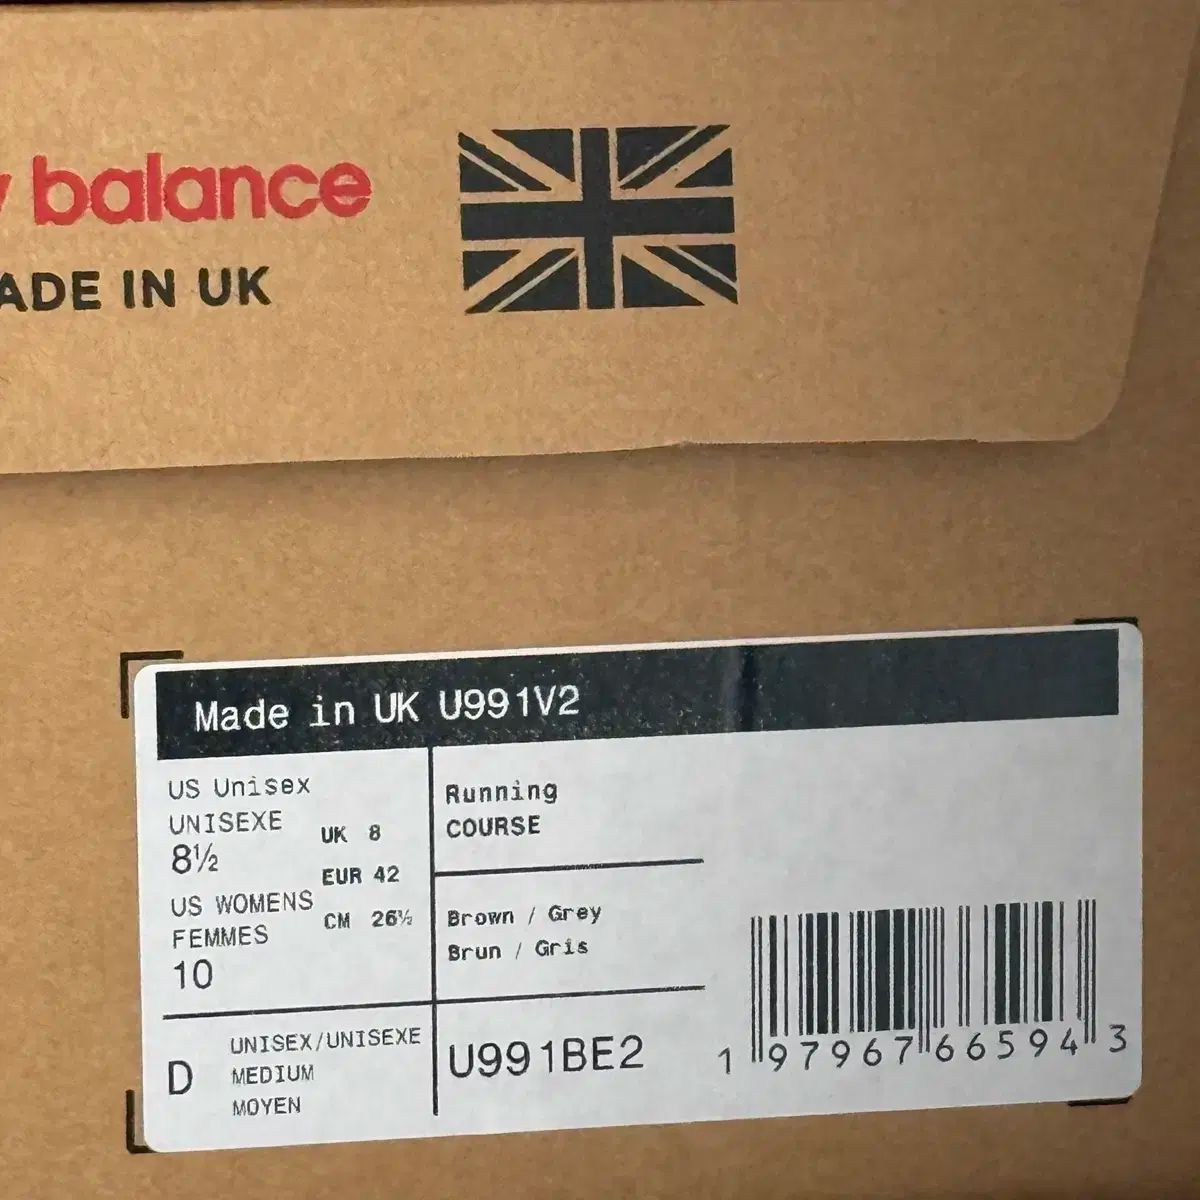 balance
MADE IN UK
Made in UK U991V2
US Unisex
UNISEXE
8½
US WOMENS
FEMMES
10
UK 8
EUR 42
CM 26½
Running
COURSE
Brown / Grey
Brun / Gris
D
UNISEX/UNISEXE
MEDIUM
MOYEN
U991BE2
1 97967 66594 3